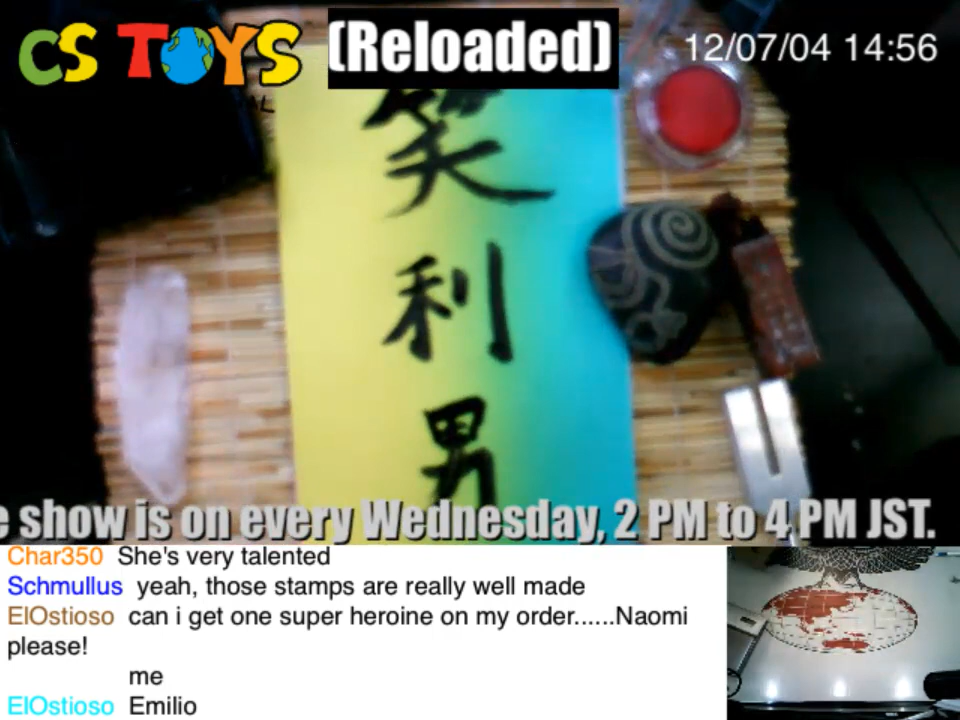 CS TOYS
(Reloaded)
12/07/04 14:56
笑
利
男
e show is on every Wednesday, 2 PM to 4 PM JST.
Char350 She's very talented
Schmullus yeah, those stamps are really well made
ElOstioso can i get one super heroine on my order......Naomi
please!
me
ElOstioso Emilio